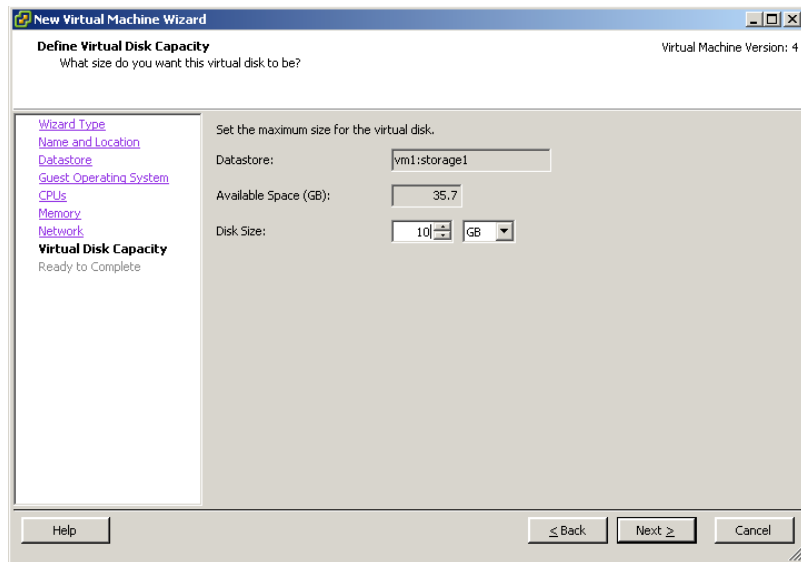 New Virtual Machine Wizard
Define Virtual Disk Capacity
What size do you want this virtual disk to be?
Virtual Machine Version: 4
Wizard Type
Name and Location
Datastore
Guest Operating System
CPUs
Memory
Network
Virtual Disk Capacity
Ready to Complete
Set the maximum size for the virtual disk.
Datastore: vm1:storage1
Available Space (GB): 35.7
Disk Size: 10 GB
Help
< Back
Next >
Cancel